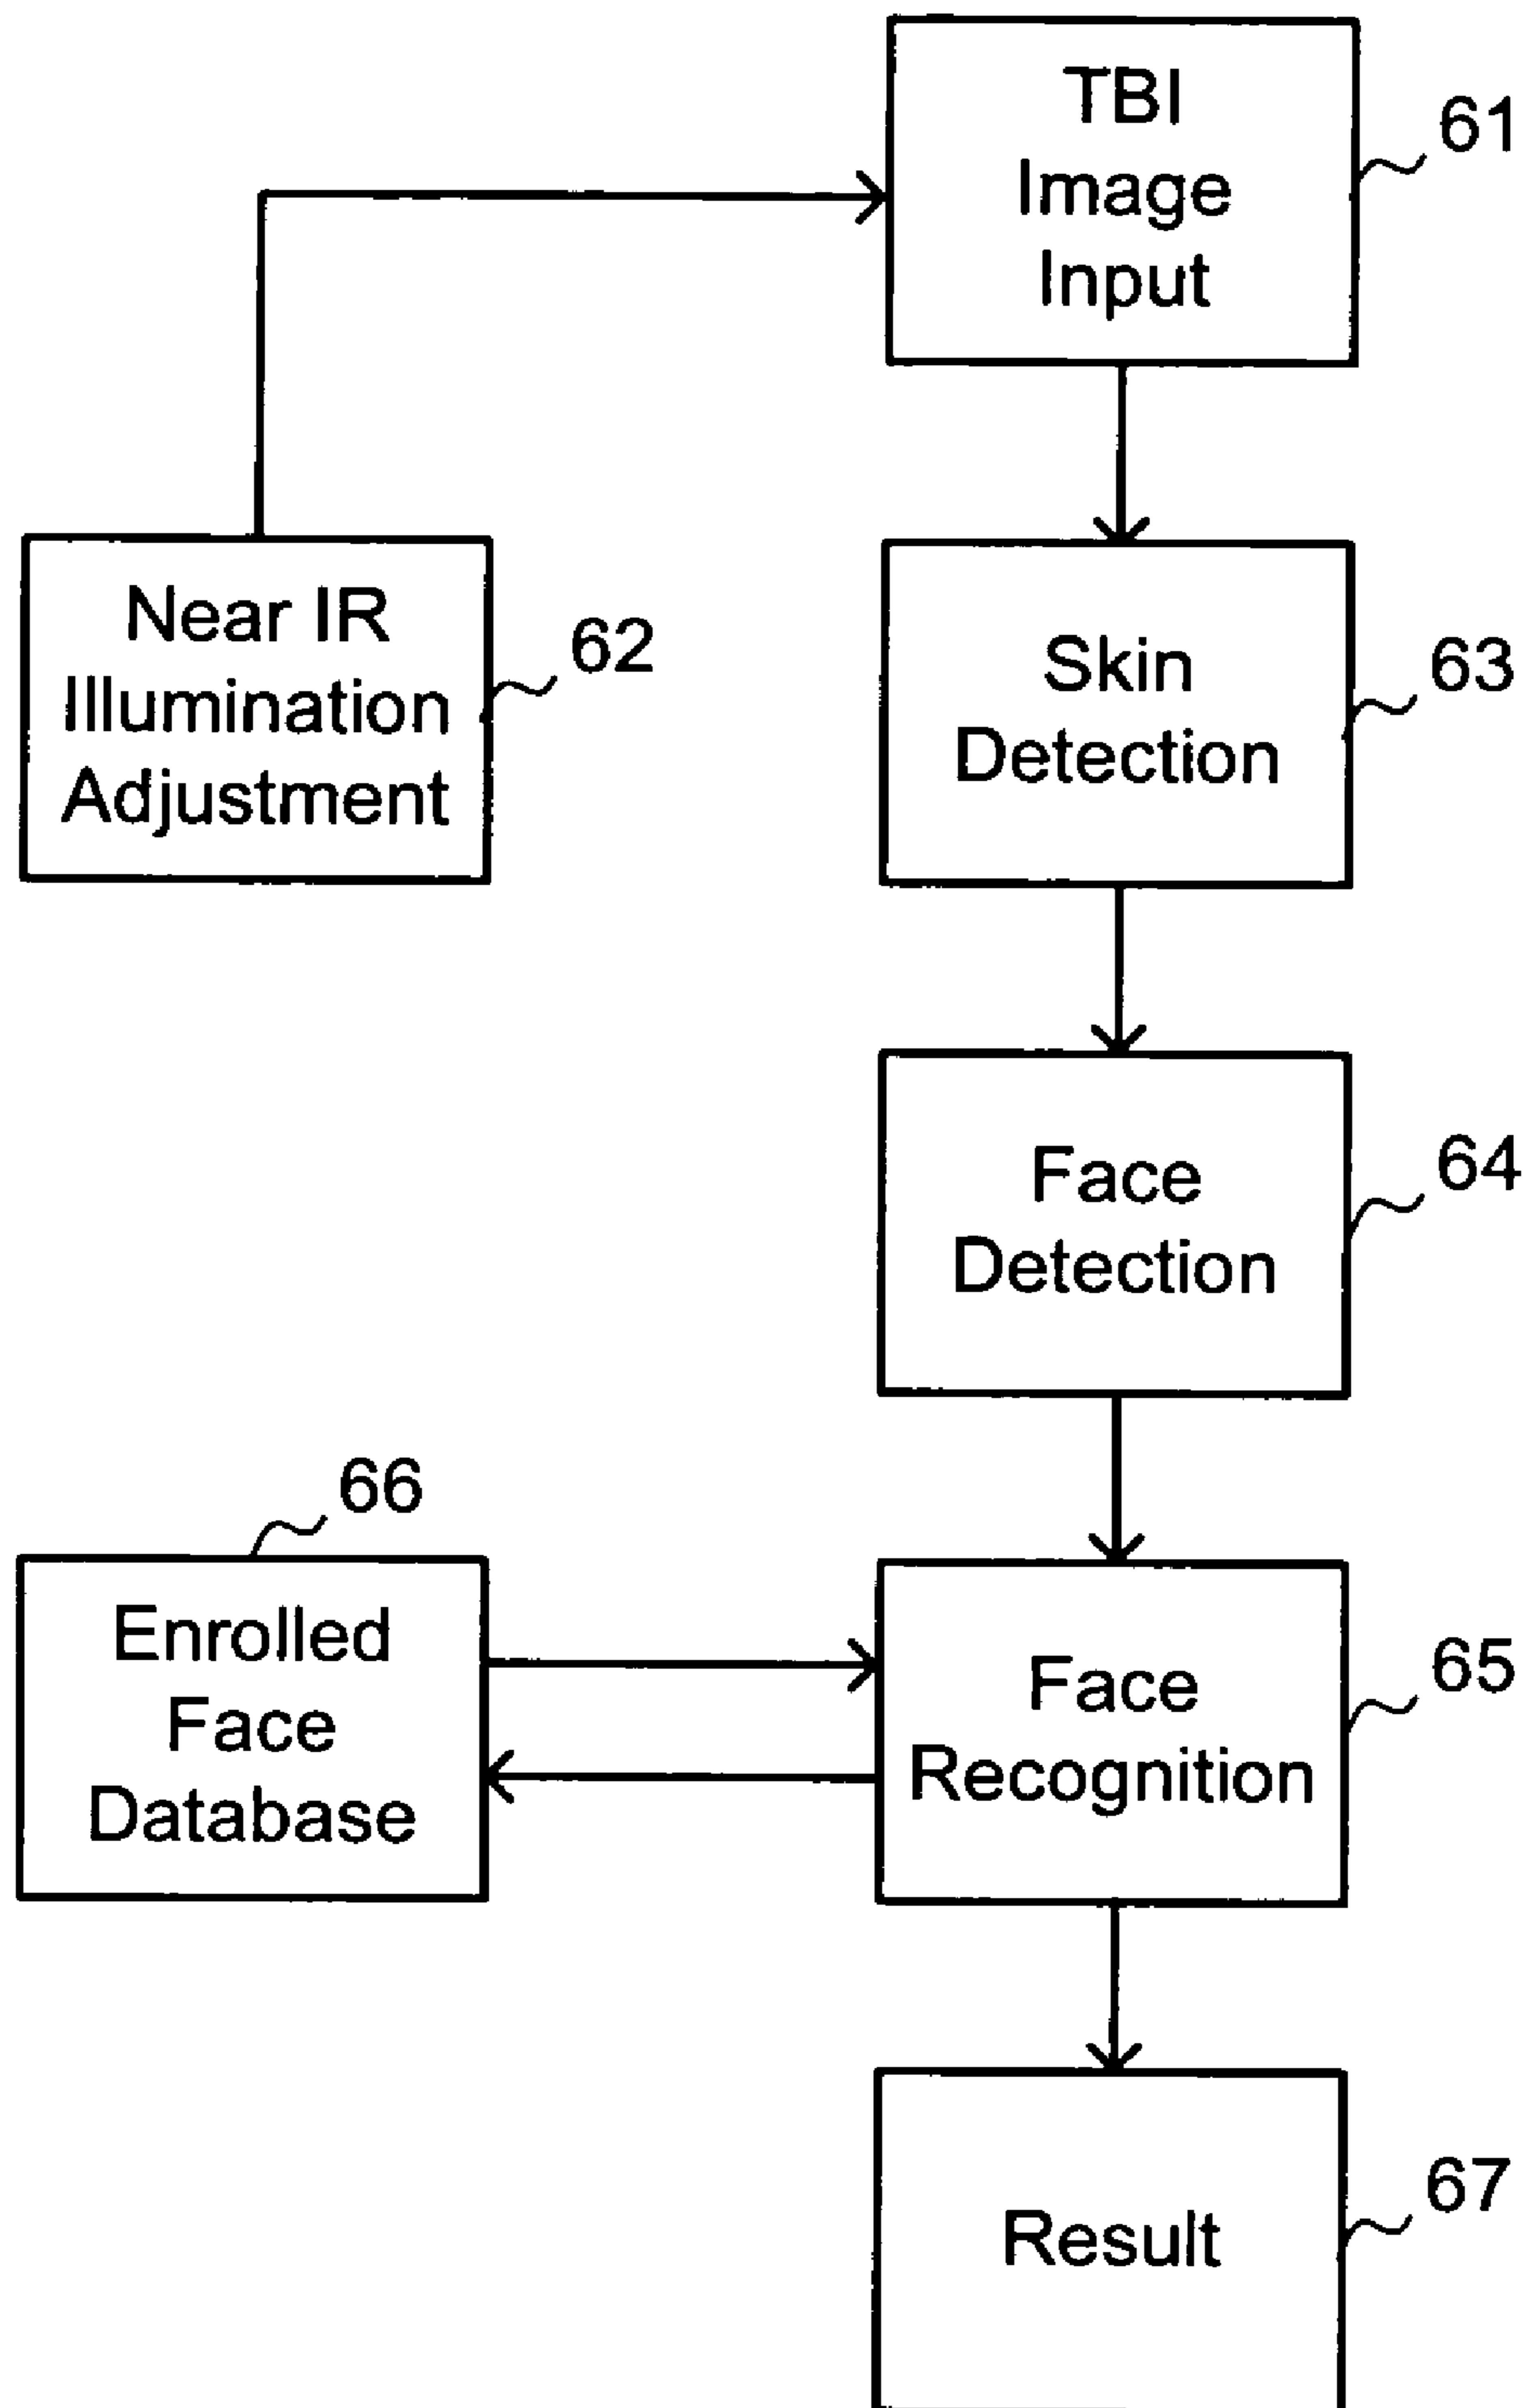 TBI
Image
Input
61
Near IR
Illumination
Adjustment
62
Skin
Detection
63
Face
Detection
64
66
Enrolled
Face
Database
Face
Recognition
65
Result
67